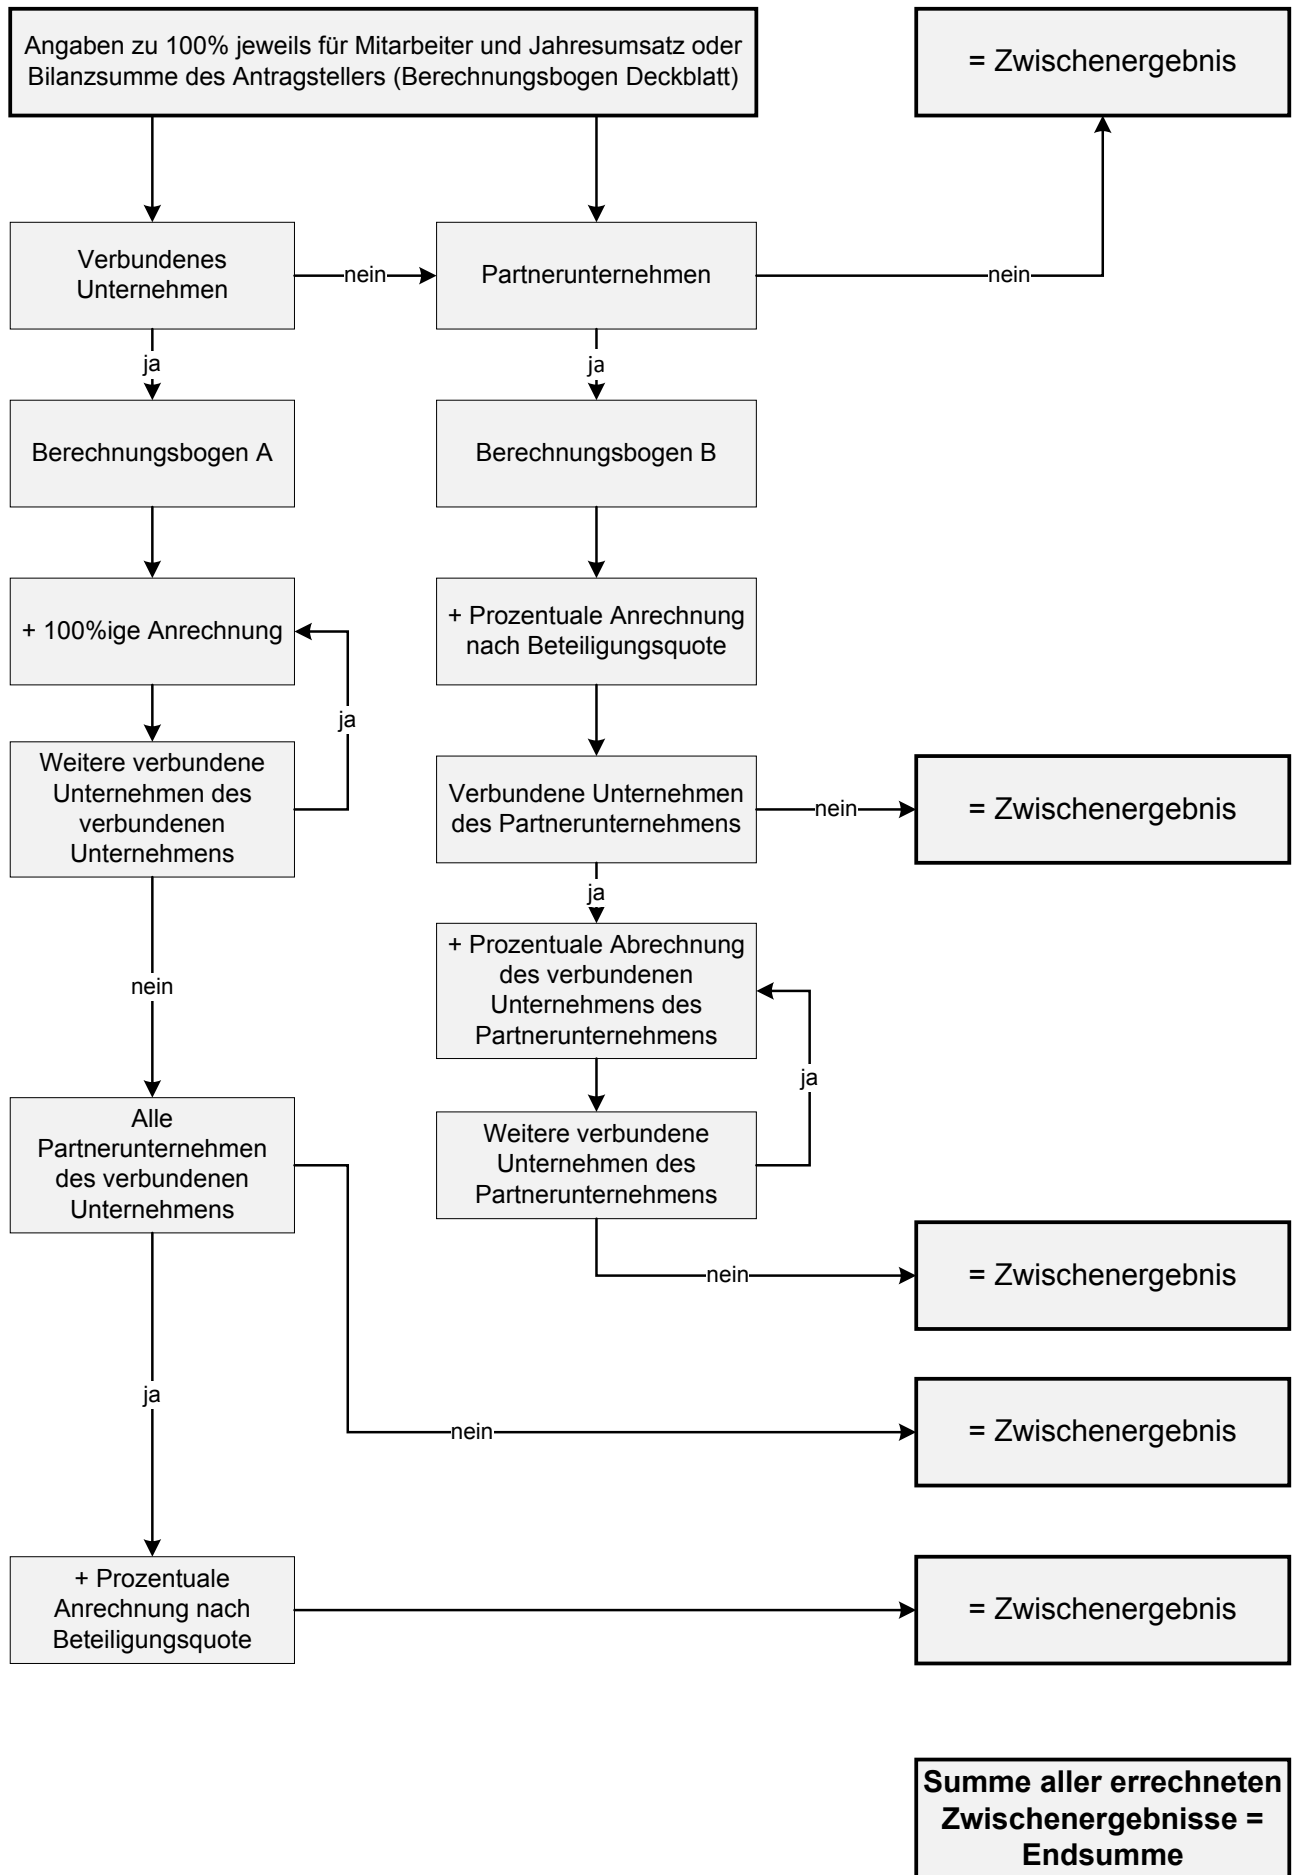 Angaben zu 100% jeweils für Mitarbeiter und Jahresumsatz oder
Bilanzsumme des Antragstellers (Berechnungsbogen Deckblatt)
= Zwischenergebnis
Verbundenes
Unternehmen
nein
Partnerunternehmen
nein
ja
ja
Berechnungsbogen A
Berechnungsbogen B
+ 100%ige Anrechnung
+ Prozentuale Anrechnung
nach Beteiligungsquote
ja
Weitere verbundene
Unternehmen des
verbundenen
Unternehmens
Verbundene Unternehmen
des Partnerunternehmens
nein
= Zwischenergebnis
ja
+ Prozentuale Abrechnung
des verbundenen
Unternehmens des
Partnerunternehmens
nein
ja
Alle
Partnerunternehmen
des verbundenen
Unternehmens
Weitere verbundene
Unternehmen des
Partnerunternehmens
nein
= Zwischenergebnis
ja
nein
= Zwischenergebnis
+ Prozentuale
Anrechnung nach
Beteiligungsquote
= Zwischenergebnis
Summe aller errechneten
Zwischenergebnisse =
Endsumme